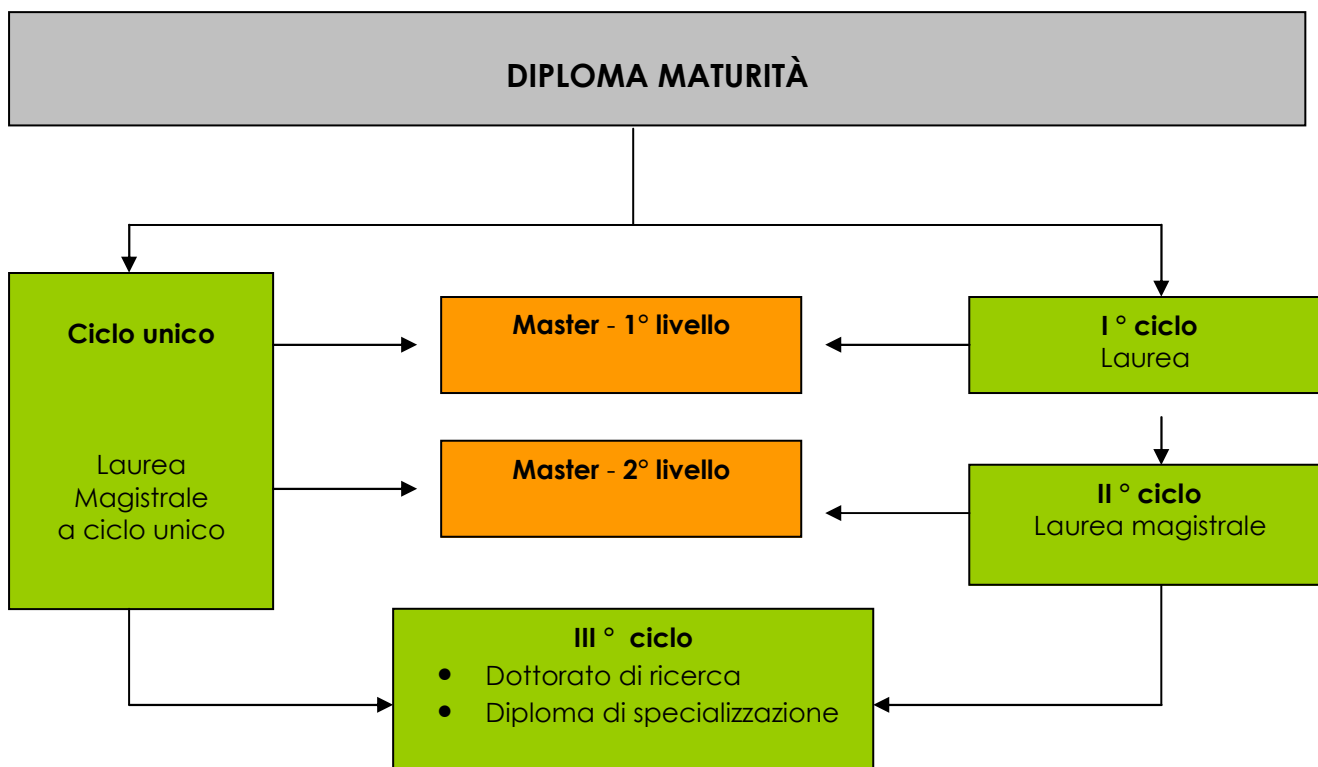 DIPLOMA MATURITÀ
Ciclo unico
Laurea
Magistrale
a ciclo unico
Master - 1° livello
Master - 2° livello
I ° ciclo
Laurea
II ° ciclo
Laurea magistrale
III ° ciclo
• Dottorato di ricerca
• Diploma di specializzazione